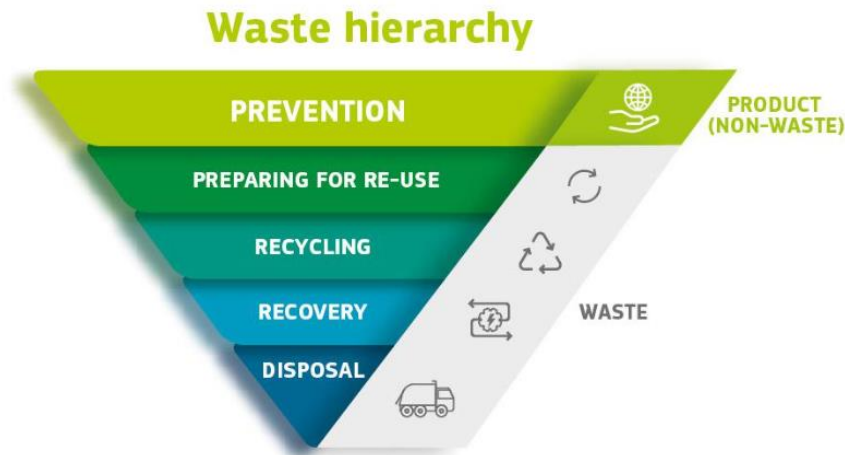 Waste hierarchy
PREVENTION
PRODUCT
(NON-WASTE)
PREPARING FOR RE-USE
RECYCLING
RECOVERY
WASTE
DISPOSAL